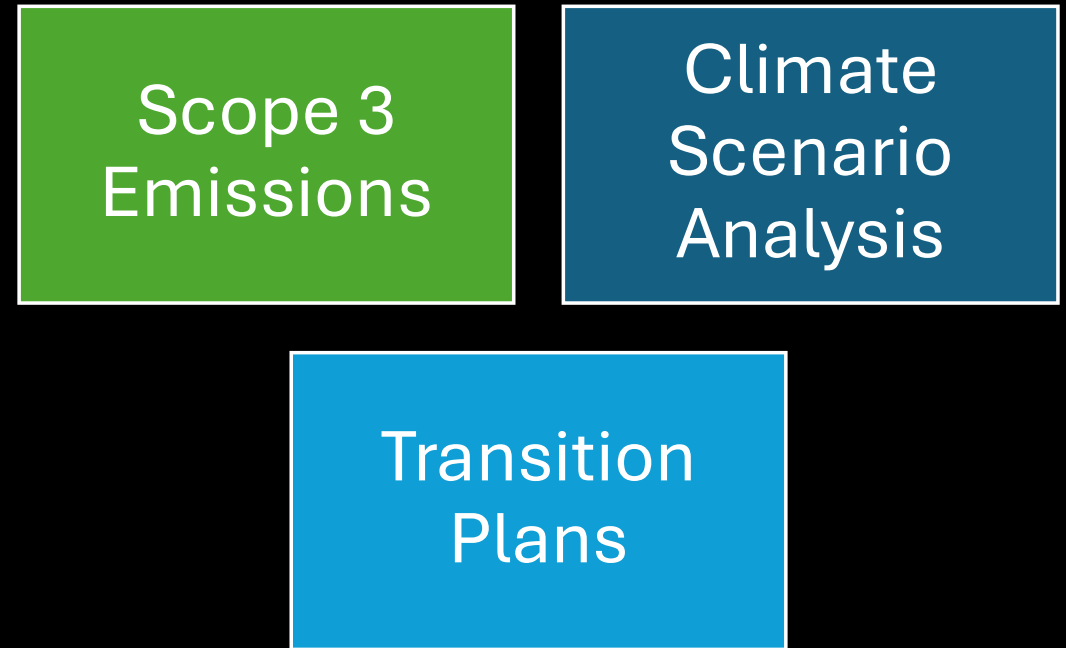 Scope 3
Emissions
Climate
Scenario
Analysis
Transition
Plans